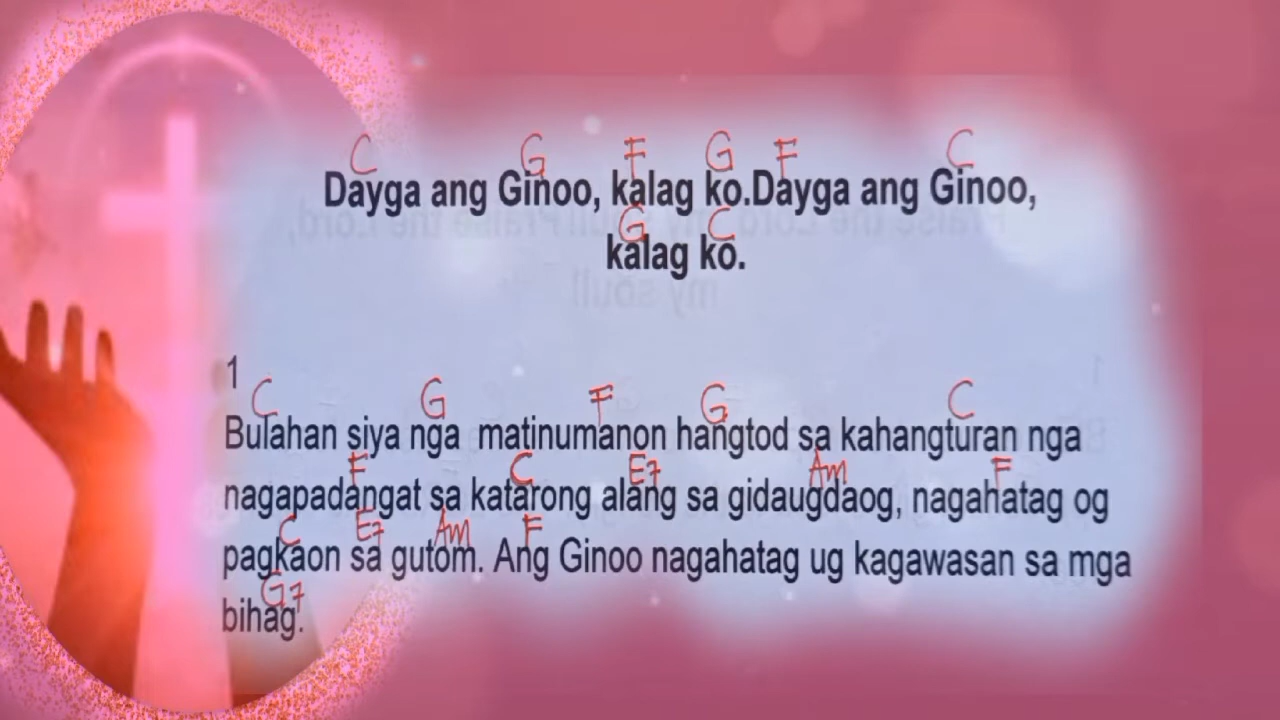 C G F G F C
Dayga ang Ginoo, kalag ko.Dayga ang Ginoo,
G C
kalag ko.
1
C G F G C
Bulahan siya nga matinumanon hangtod sa kahangturan nga
F C E7 Am F
nagapadangat sa katarong alang sa gidaugdaog, nagahatag og
C E7 Am F
pagkaon sa gutom. Ang Ginoo nagahatag ug kagawasan sa mga
G7
bihag.